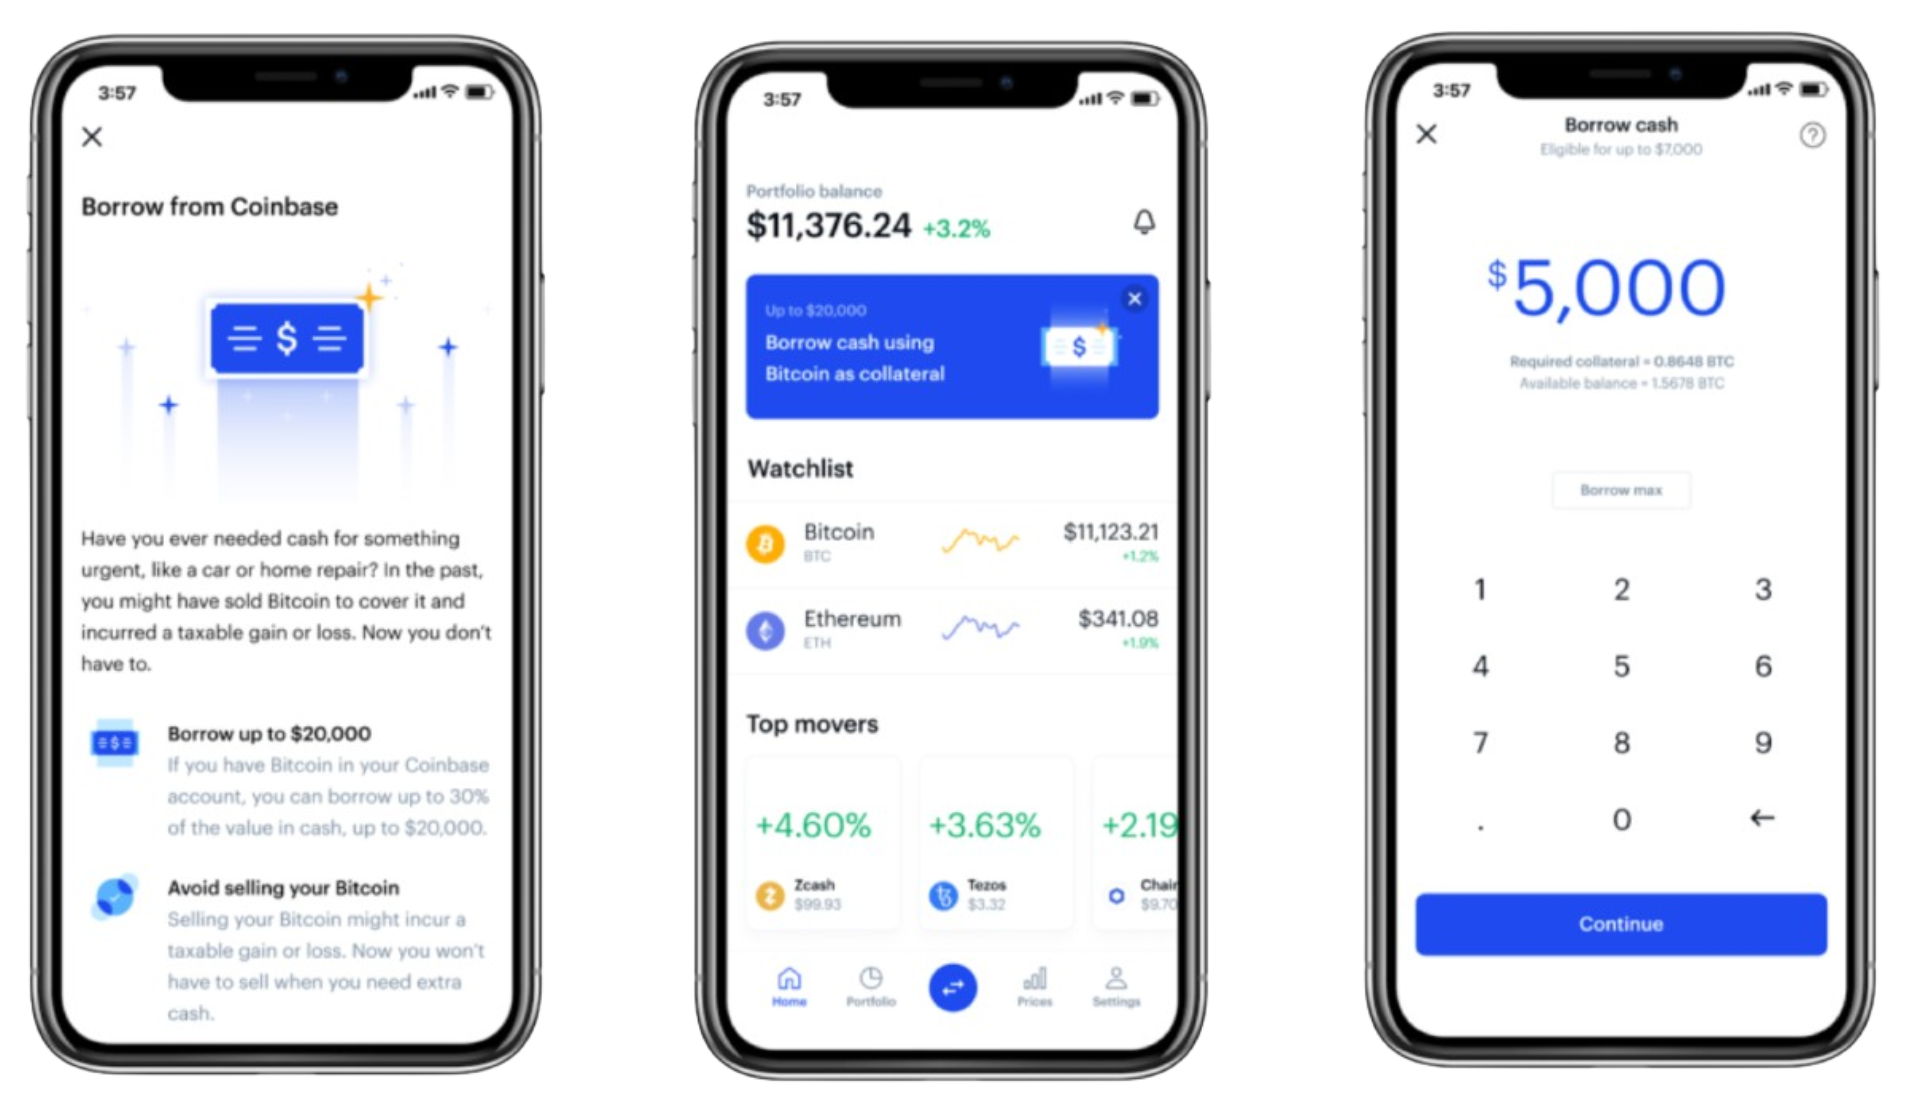 3:57
Borrow from Coinbase
$
Have you ever needed cash for something
urgent, like a car or home repair? In the past,
you might have sold Bitcoin to cover it and
incurred a taxable gain or loss. Now you don't
have to.
$
Borrow up to $20,000
If you have Bitcoin in your Coinbase
account, you can borrow up to 30%
of the value in cash, up to $20,000.
Avoid selling your Bitcoin
Selling your Bitcoin might incur a
taxable gain or loss. Now you won't
have to sell when you need extra
cash.
3:57
Portfolio balance
$11,376.24 +3.2%
Up to $20,000
Borrow cash using
Bitcoin as collateral
$
Watchlist
Bitcoin $11,123.21
BTC +1.2%
Ethereum $341.08
ETH +1.9%
Top movers
+4.60% +3.63% +2.19
Zcash Tezos Chair
$99.93 $3.32 $9.70
Home Portfolio Prices Settings
3:57
Borrow cash
Eligible for up to $7,000
?
$5,000
Required collateral = 0.8648 BTC
Available balance = 1.5678 BTC
Borrow max
1 2 3
4 5 6
7 8 9
. 0 ←
Continue